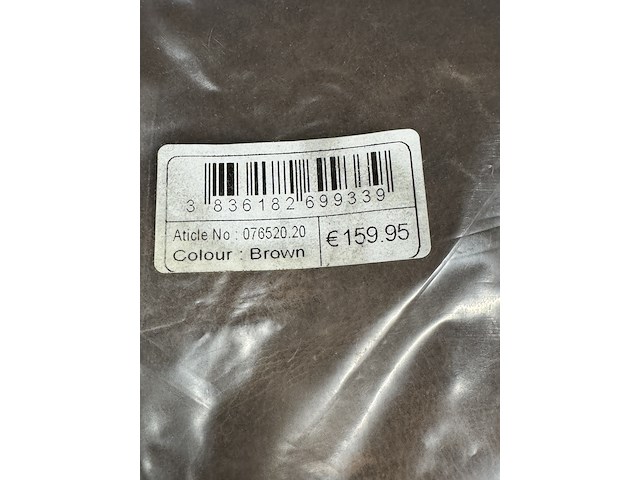 3 836182 699339
Aticle No : 076520.20
Colour : Brown
€159.95